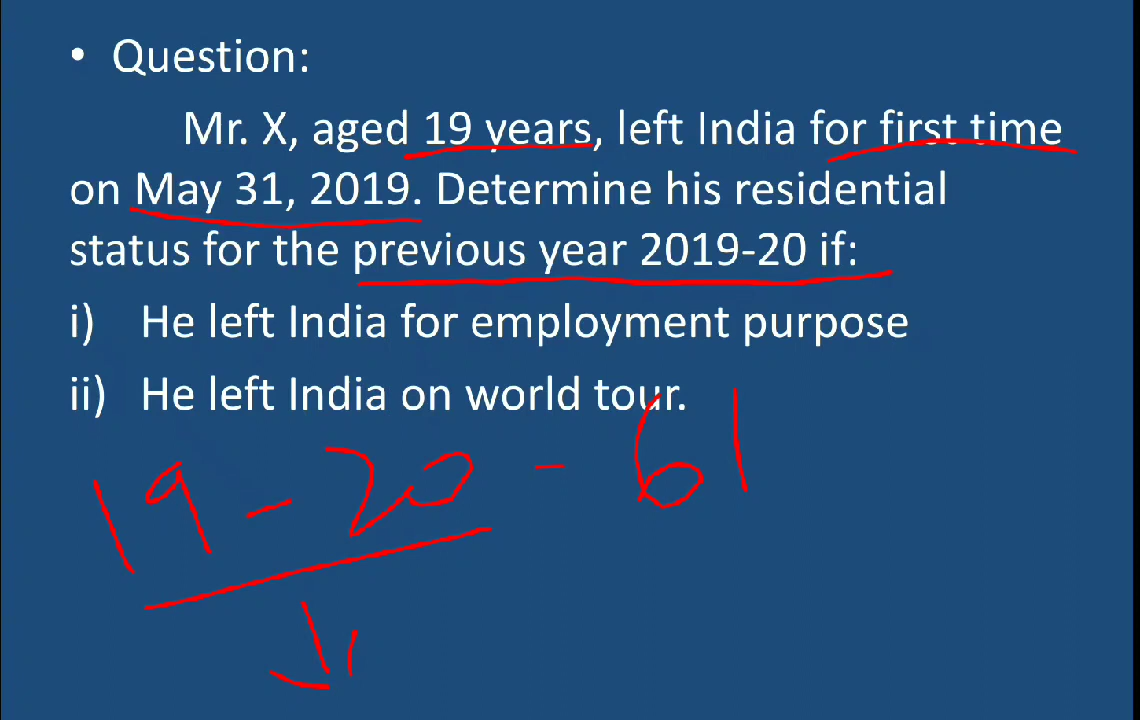 • Question:
Mr. X, aged 19 years, left India for first time
on May 31, 2019. Determine his residential
status for the previous year 2019-20 if:
i) He left India for employment purpose
ii) He left India on world tour.
19-20 - 61